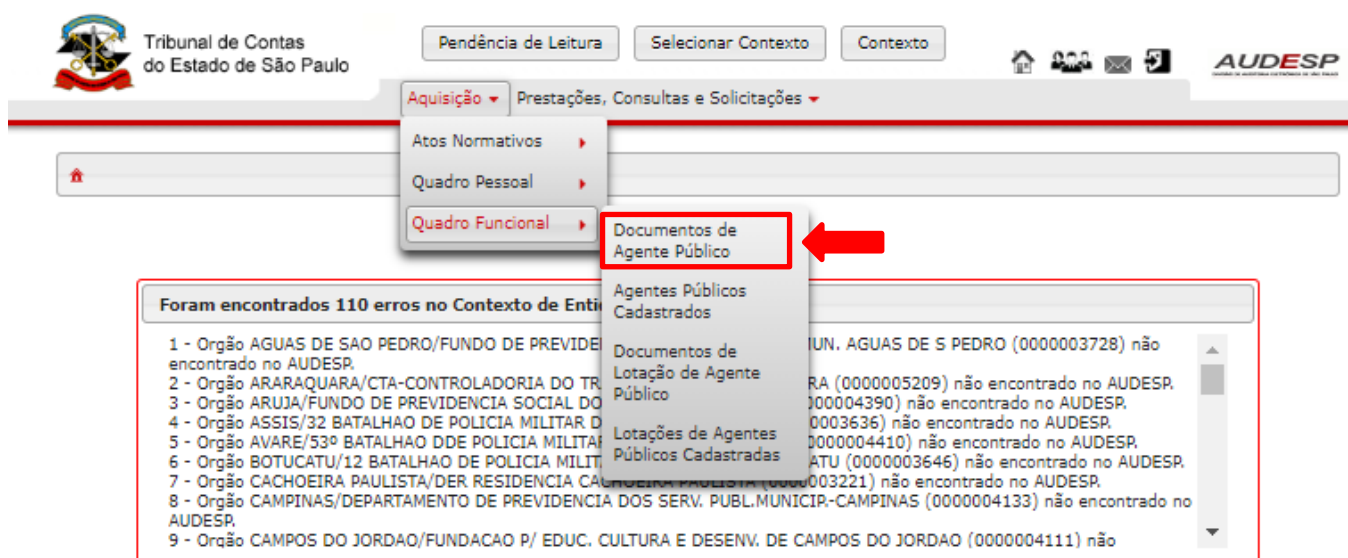 Tribunal de Contas
do Estado de São Paulo
Pendência de Leitura
Selecionar Contexto
Contexto
AUDESP
Aquisição
Prestações, Consultas e Solicitações
Atos Normativos
Quadro Pessoal
Quadro Funcional
Documentos de
Agente Público
Agentes Públicos
Cadastrados
Documentos de
Lotação de Agente
Público
Lotações de Agentes
Públicos Cadastradas
Foram encontrados 110 erros no Contexto de Enti
1 - Orgão AGUAS DE SAO PEDRO/FUNDO DE PREVIDE UN. AGUAS DE S PEDRO (0000003728) não
encontrado no AUDESP.
2 - Orgão ARARAQUARA/CTA-CONTROLADORIA DO TR RA (0000005209) não encontrado no AUDESP.
3 - Orgão ARUJA/FUNDO DE PREVIDENCIA SOCIAL DO 00004390) não encontrado no AUDESP.
4 - Orgão ASSIS/32 BATALHAO DE POLICIA MILITAR D 0003636) não encontrado no AUDESP.
5 - Orgão AVARE/53º BATALHAO DDE POLICIA MILITAR 000004410) não encontrado no AUDESP.
6 - Orgão BOTUCATU/12 BATALHAO DE POLICIA MILIT ATU (0000003646) não encontrado no AUDESP.
7 - Orgão CACHOEIRA PAULISTA/DER RESIDENCIA CACHOEIRA PAULISTA (0000003221) não encontrado no AUDESP.
8 - Orgão CAMPINAS/DEPARTAMENTO DE PREVIDENCIA DOS SERV. PUBL.MUNICIP.-CAMPINAS (0000004133) não encontrado no
AUDESP.
9 - Orgão CAMPOS DO JORDAO/FUNDACAO P/ EDUC. CULTURA E DESENV. DE CAMPOS DO JORDAO (0000004111) não